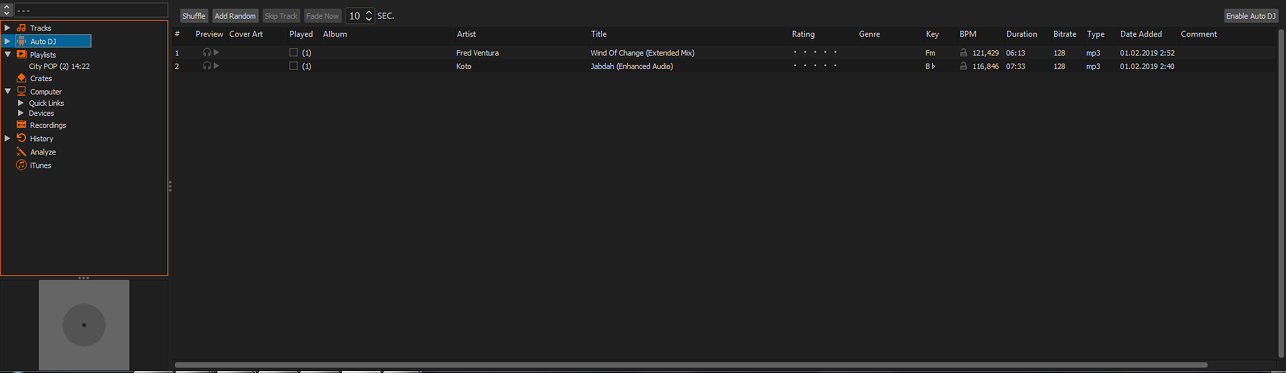 - - -
Tracks
Auto DJ
Playlists
City POP (2) 14:22
Crates
Computer
Quick Links
Devices
Recordings
History
Analyze
iTunes
Shuffle Add Random Skip Track Fade Now 10 SEC. Enable Auto DJ
# Preview Cover Art Played Album Artist Title Rating Genre Key BPM Duration Bitrate Type Date Added Comment
1 (1) Fred Ventura Wind Of Change (Extended Mix) Fm 121,429 06:13 128 mp3 01.02.2019 2:52
2 (1) Koto Jabdah (Enhanced Audio) B♭ 116,846 07:33 128 mp3 01.02.2019 2:40